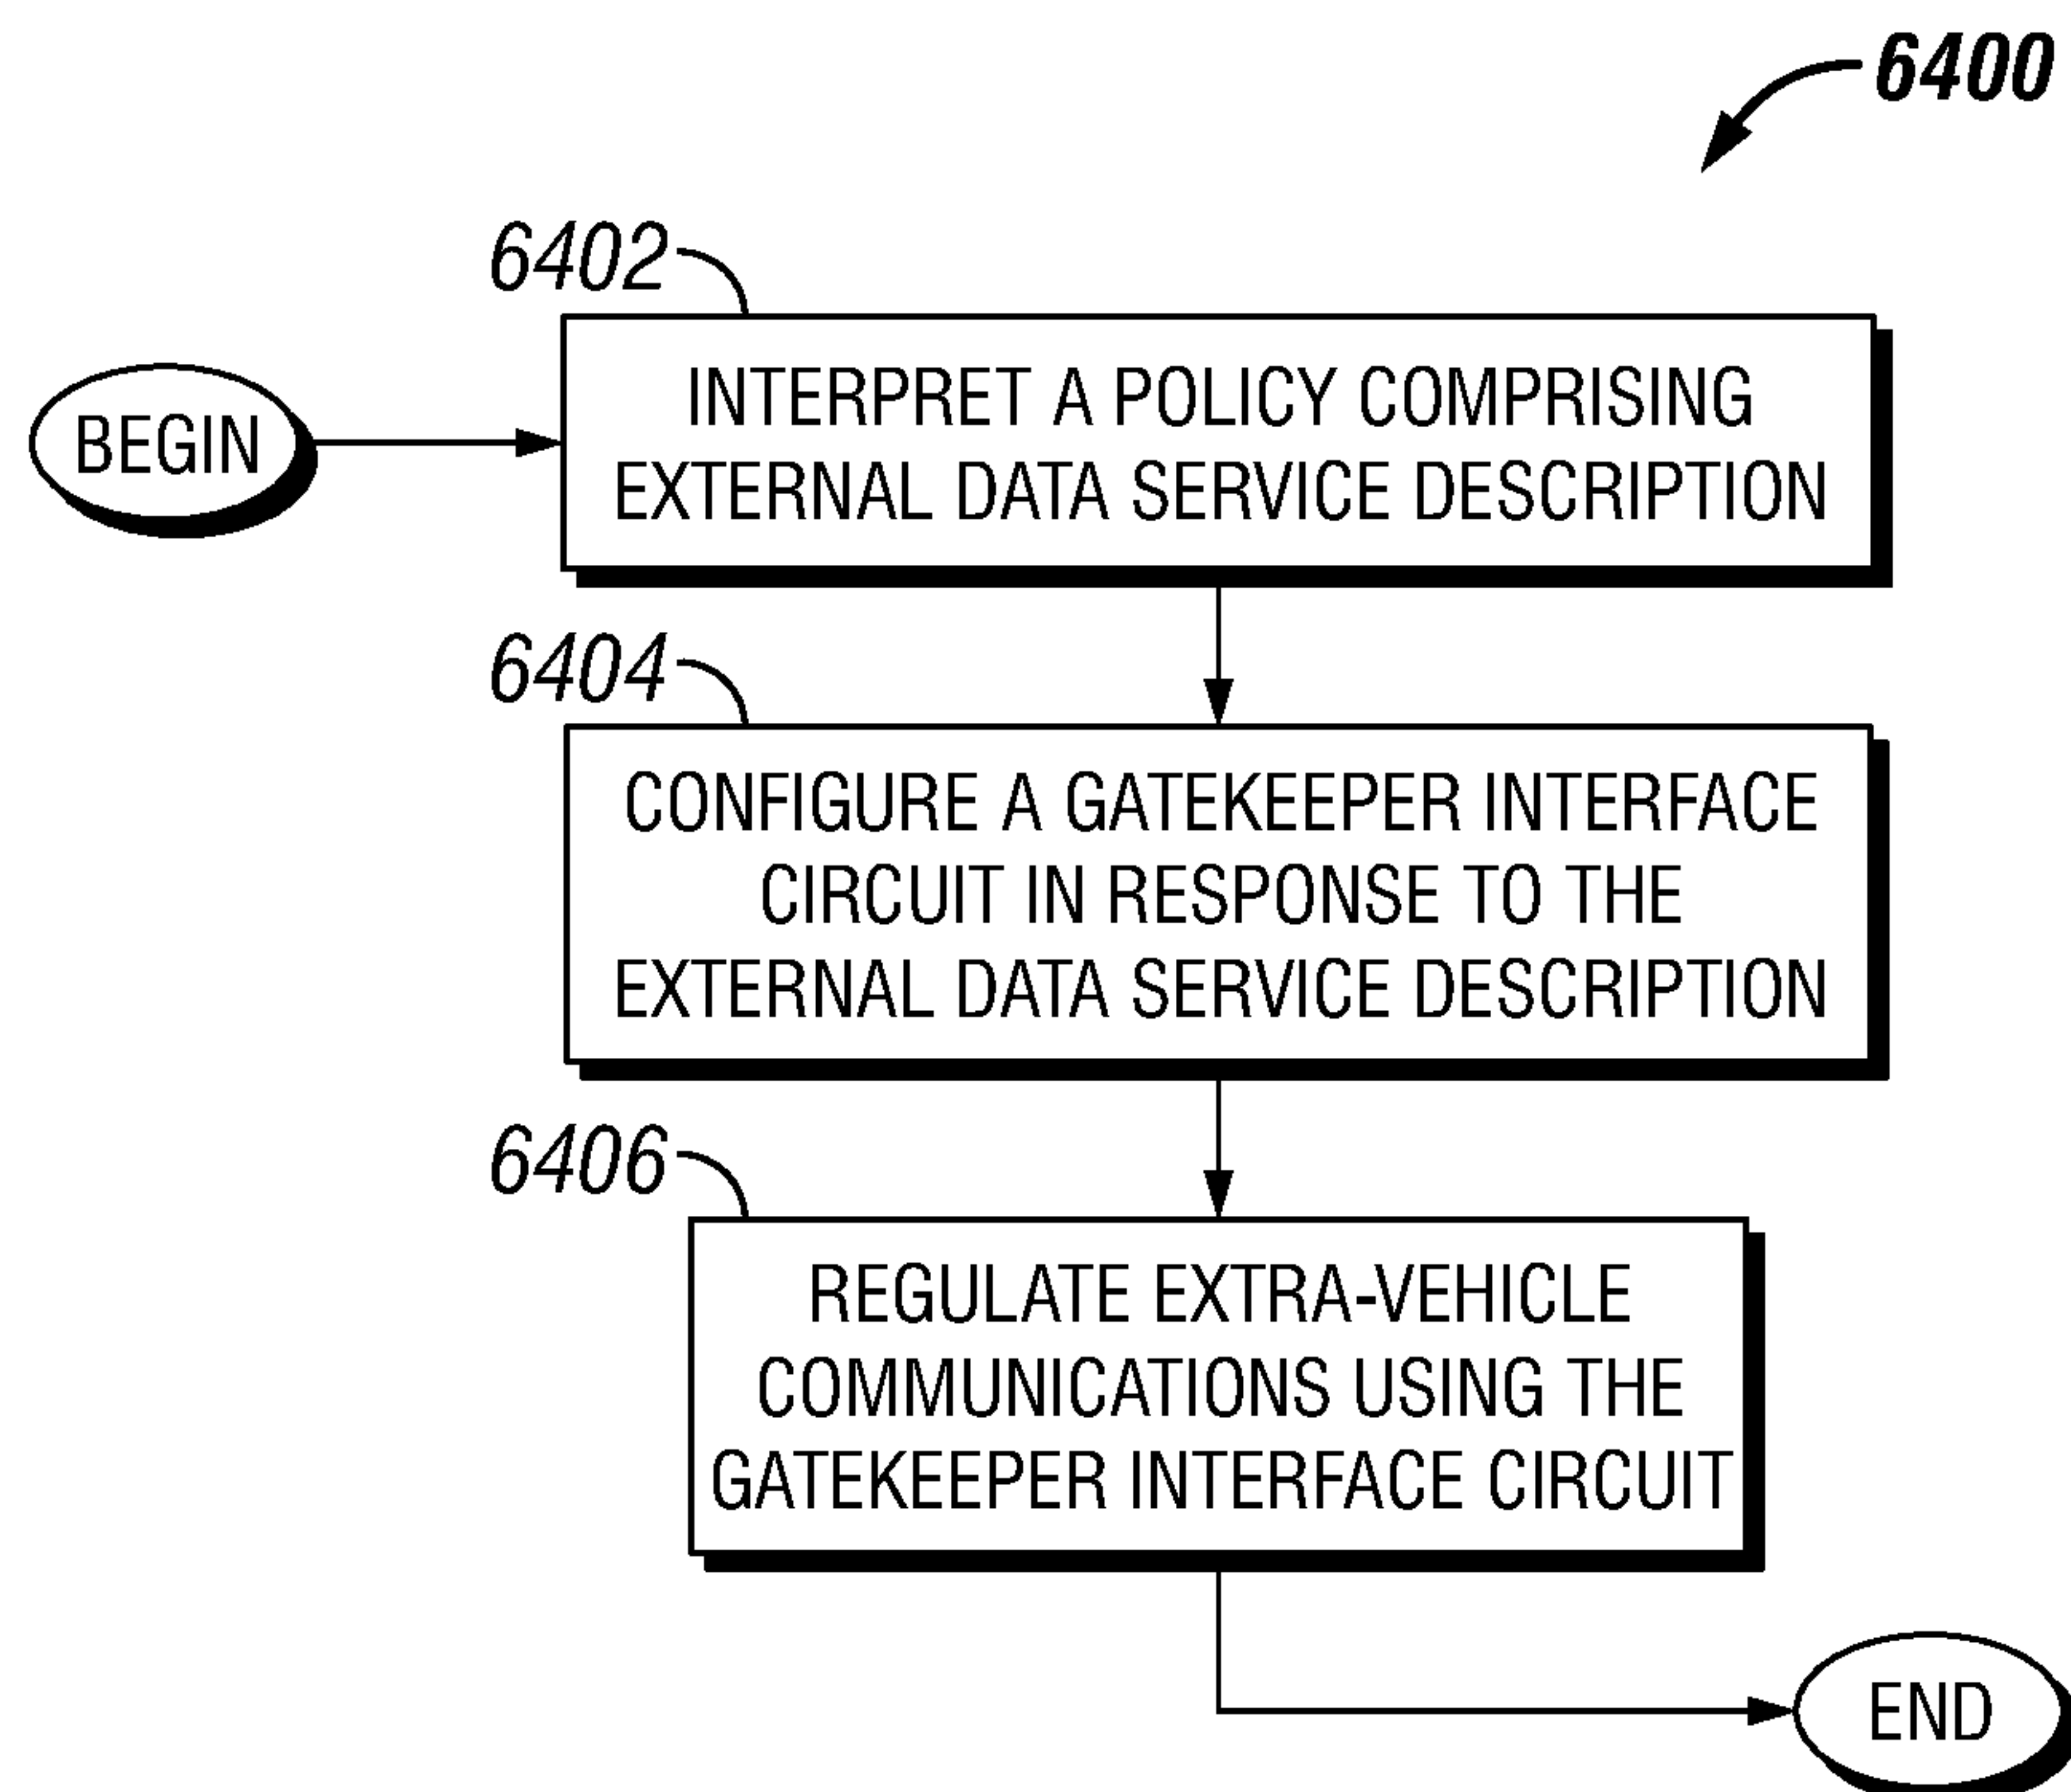 6400
6402
BEGIN
INTERPRET A POLICY COMPRISING
EXTERNAL DATA SERVICE DESCRIPTION
6404
CONFIGURE A GATEKEEPER INTERFACE
CIRCUIT IN RESPONSE TO THE
EXTERNAL DATA SERVICE DESCRIPTION
6406
REGULATE EXTRA-VEHICLE
COMMUNICATIONS USING THE
GATEKEEPER INTERFACE CIRCUIT
END